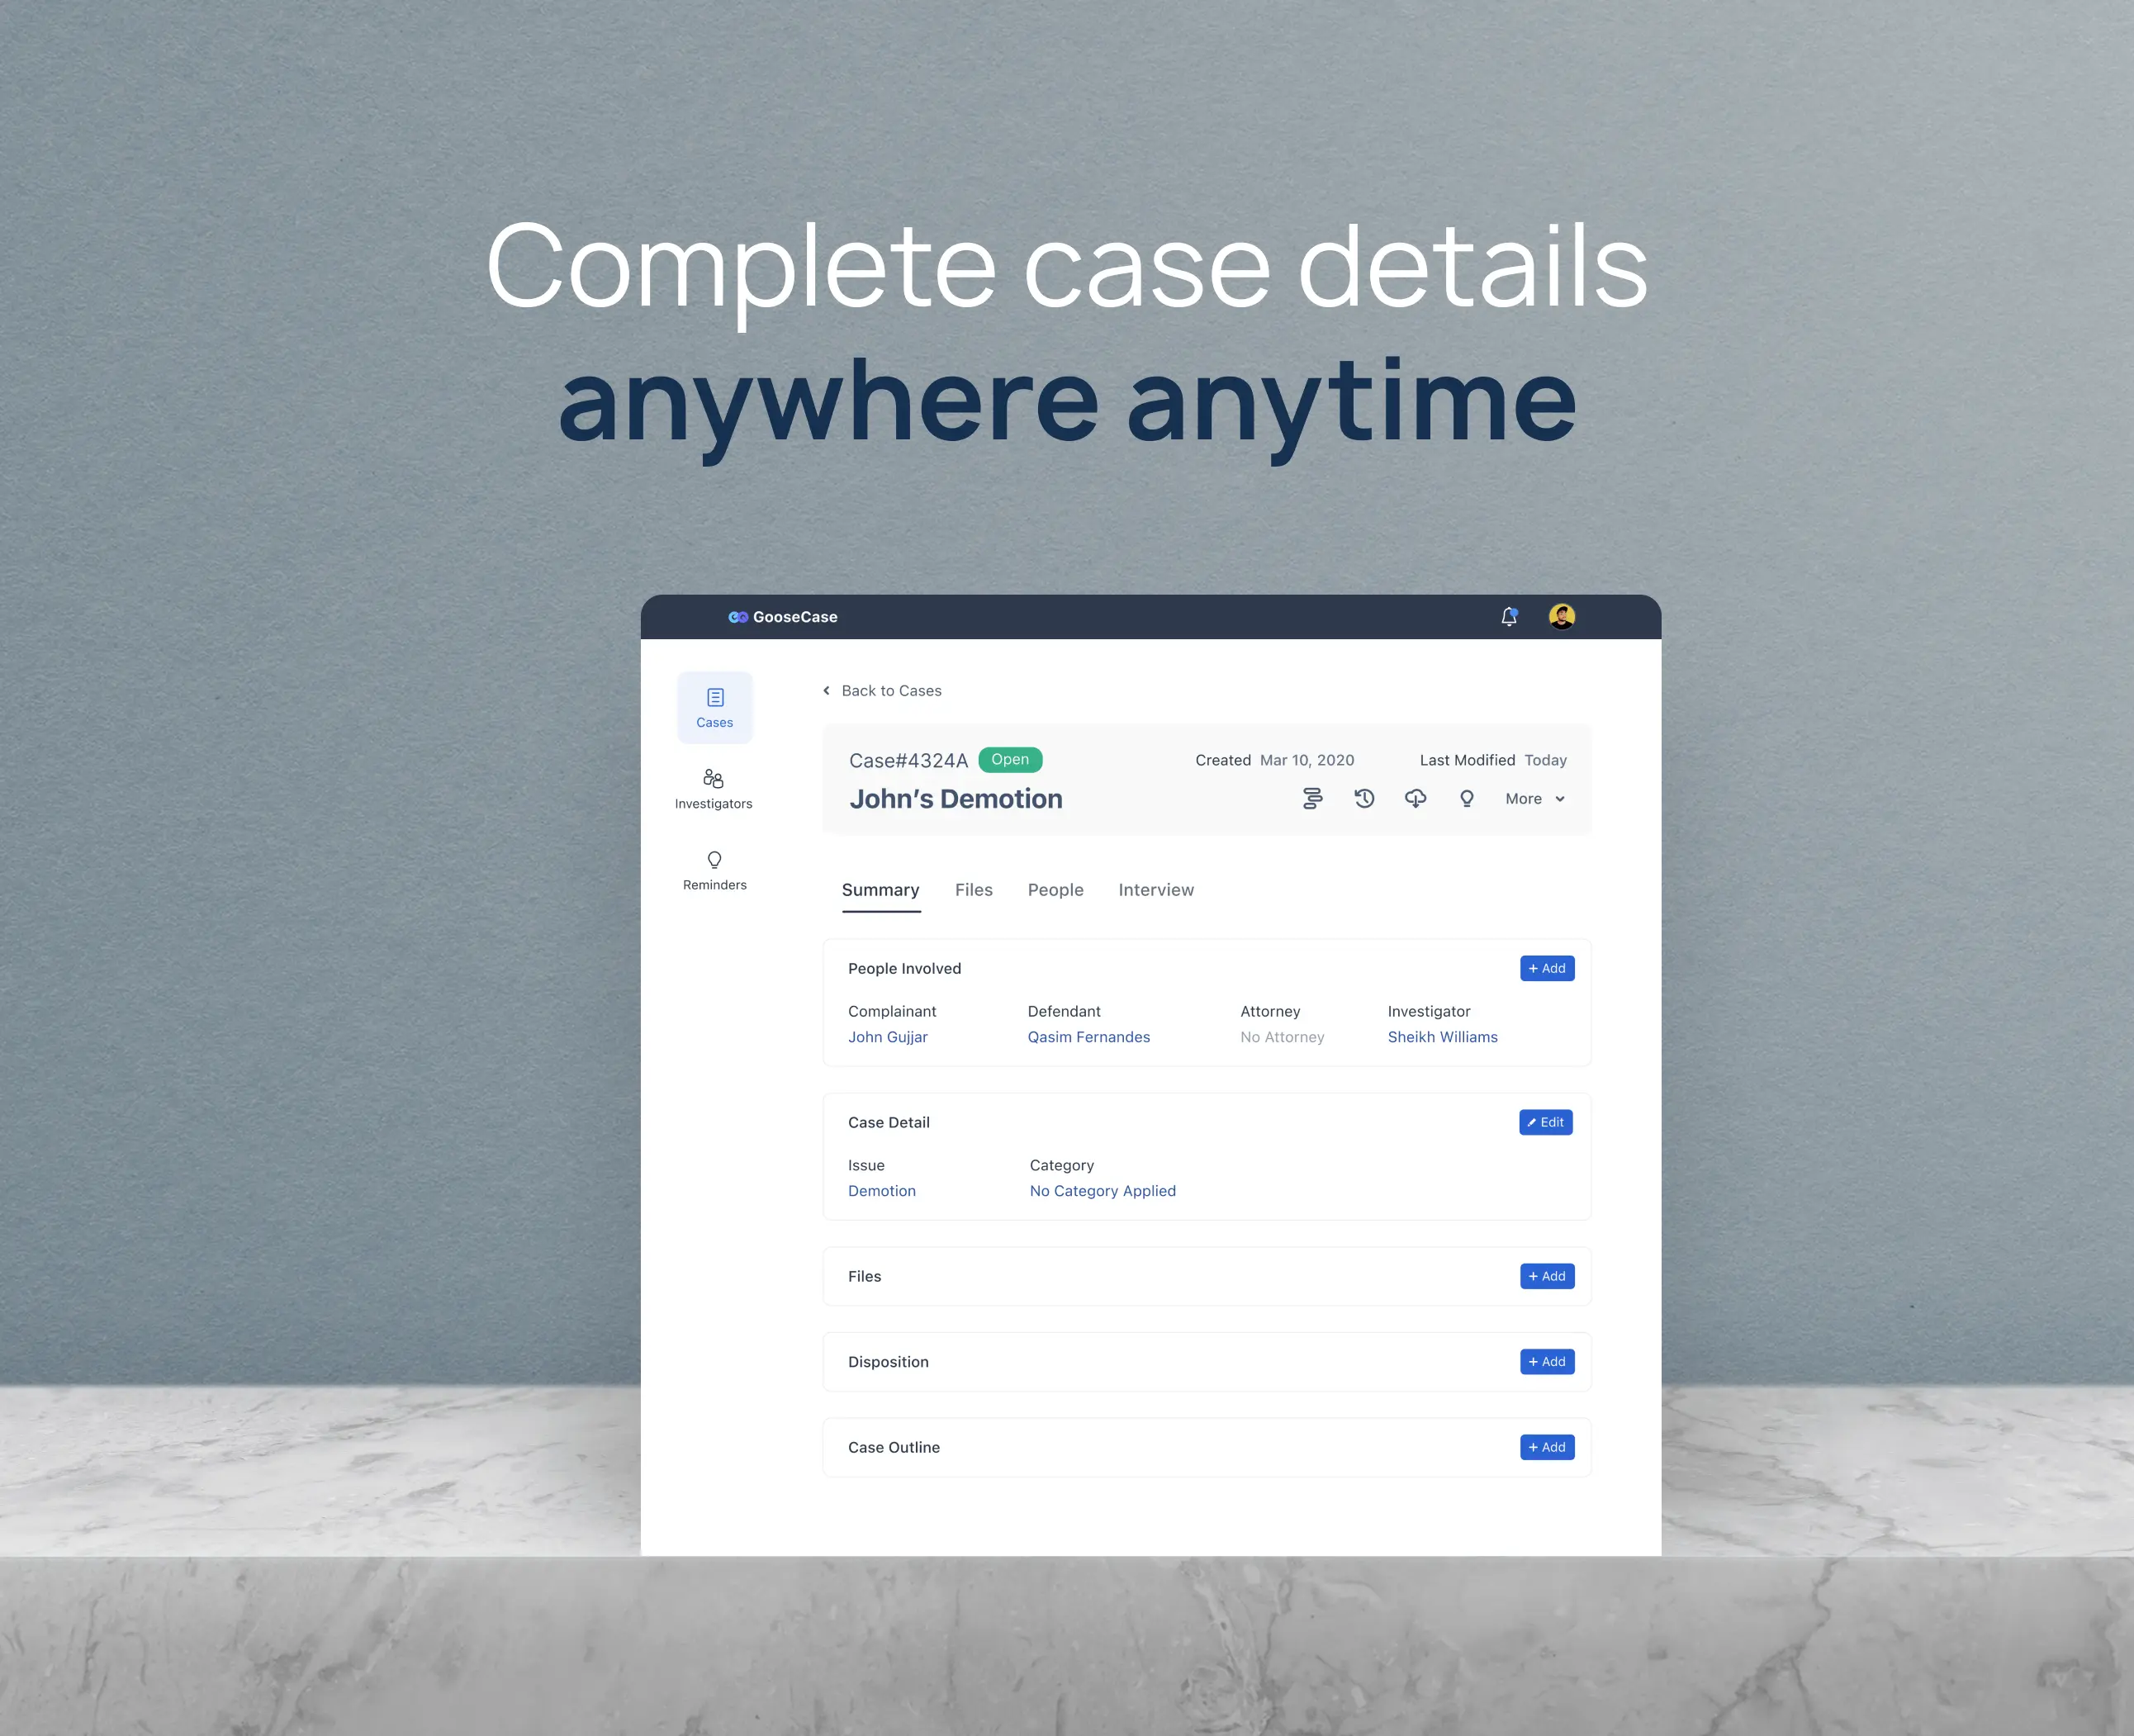 Complete case details
anywhere anytime
GooseCase
Cases
Investigators
Reminders
Back to Cases
Case#4324A Open Created Mar 10, 2020 Last Modified Today
John's Demotion More
Summary Files People Interview
People Involved + Add
Complainant Defendant Attorney Investigator
John Gujjar Qasim Fernandes No Attorney Sheikh Williams
Case Detail Edit
Issue Category
Demotion No Category Applied
Files + Add
Disposition + Add
Case Outline + Add